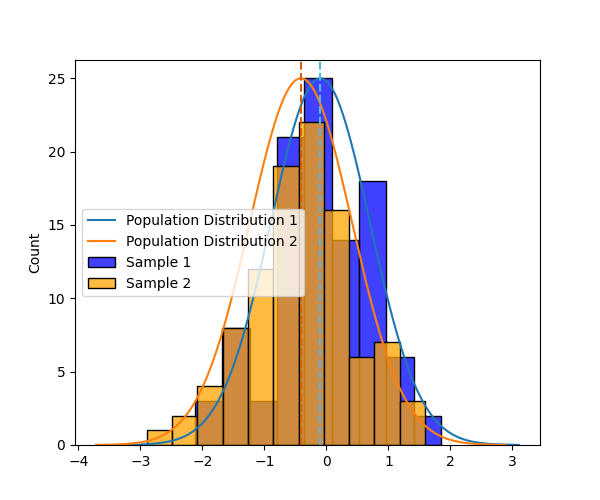 25
20
15
10
5
0
Count
Population Distribution 1
Population Distribution 2
Sample 1
Sample 2
−4 −3 −2 −1 0 1 2 3